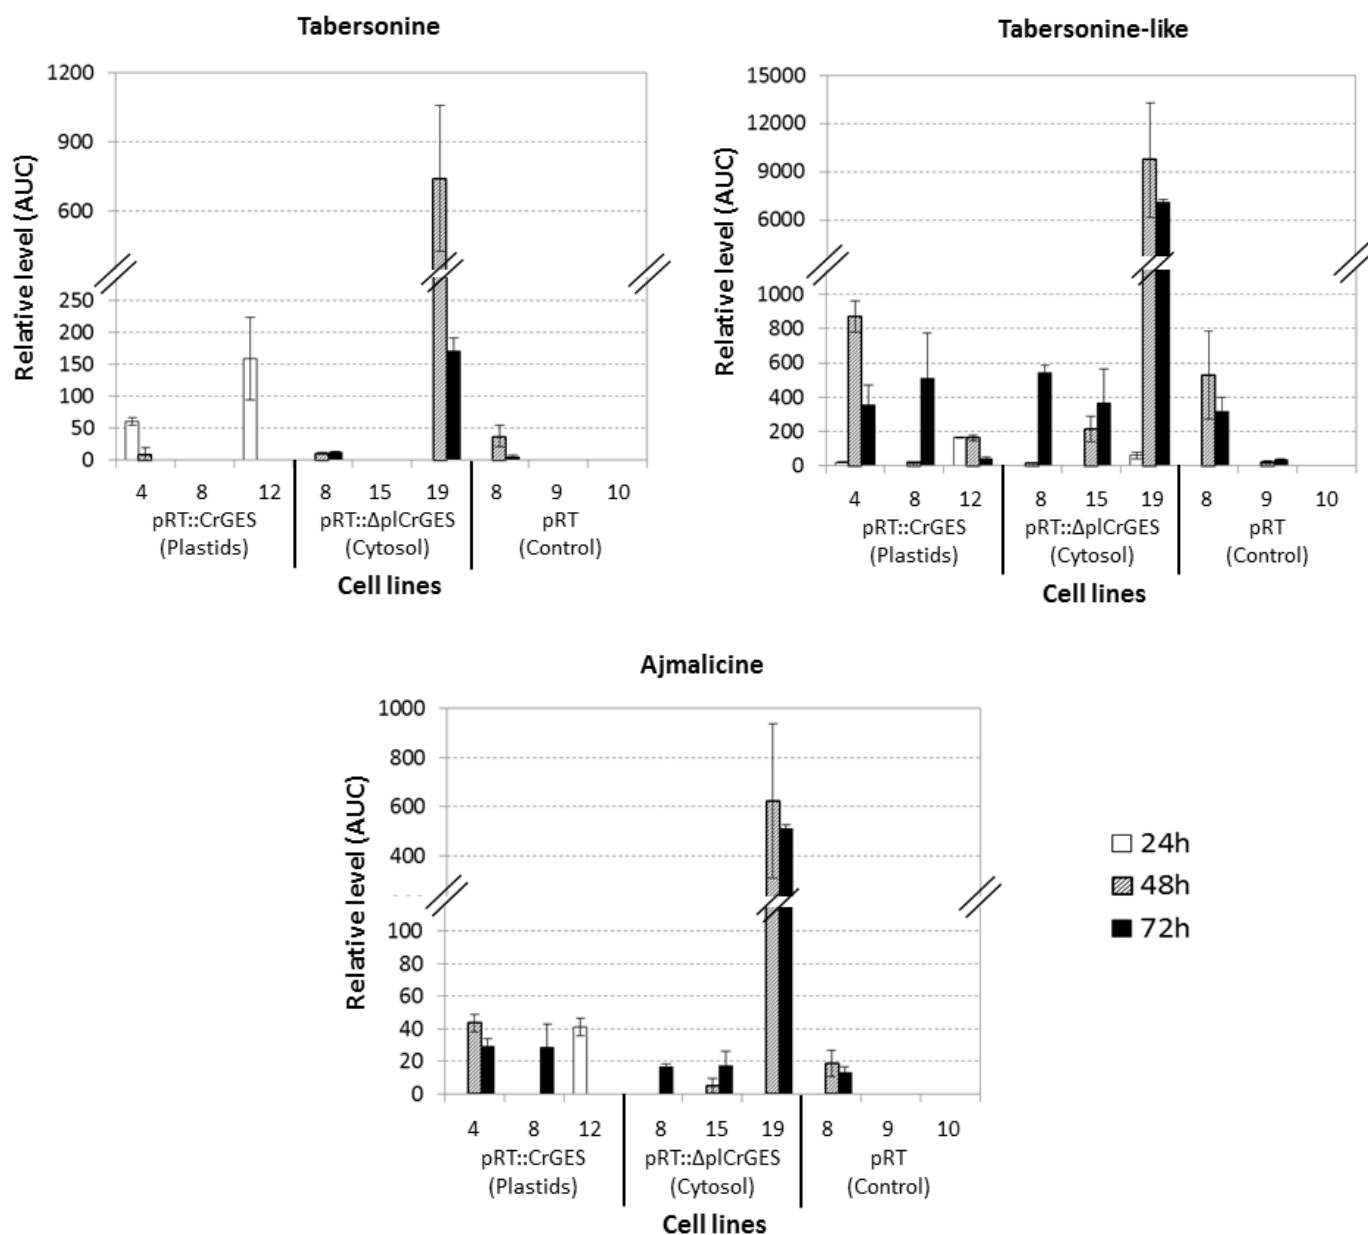 Tabersonine
Relative level (AUC)
1200
900
600
250
200
150
100
50
0
4 8 12 8 15 19 8 9 10
pRT::CrGES pRT::ΔplCrGES pRT
(Plastids) (Cytosol) (Control)
Cell lines
Tabersonine-like
Relative level (AUC)
15000
12000
9000
6000
1000
800
600
400
200
0
4 8 12 8 15 19 8 9 10
pRT::CrGES pRT::ΔplCrGES pRT
(Plastids) (Cytosol) (Control)
Cell lines
Ajmalicine
Relative level (AUC)
1000
800
600
400
100
80
60
40
20
0
4 8 12 8 15 19 8 9 10
pRT::CrGES pRT::ΔplCrGES pRT
(Plastids) (Cytosol) (Control)
Cell lines
24h
48h
72h